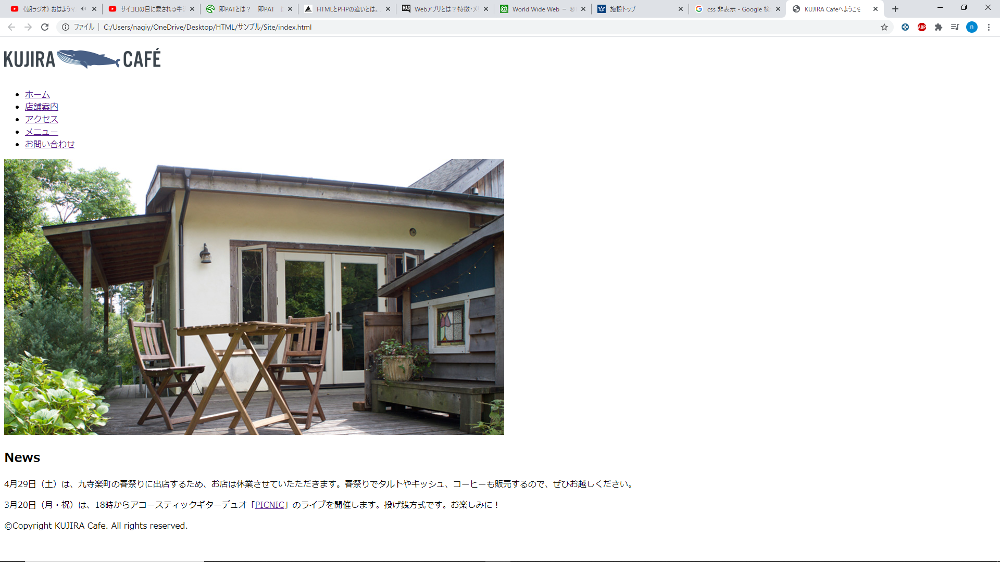 《朝ラジオ》おはようマ
サイコロの目に愛される牛
即PATとは？ 即PAT
HTMLとPHPの違いとは。
Webアプリとは？特徴・メ
World Wide Web － ＠
施設トップ
css 非表示 - Google 検
KUJIRA Cafeへようこそ
ファイル
C:/Users/nagiy/OneDrive/Desktop/HTML/サンプル/Site/index.html
ABP
n
KUJIRA CAFÉ
ホーム
店舗案内
アクセス
メニュー
お問い合わせ
News
4月29日（土）は、九寺楽町の春祭りに出店するため、お店は休業させていたただきます。春祭りでタルトやキッシュ、コーヒーも販売するので、ぜひお越しください。
3月20日（月・祝）は、18時からアコースティックギターデュオ「PICNIC」のライブを開催します。投げ銭方式です。お楽しみに！
©Copyright KUJIRA Cafe. All rights reserved.